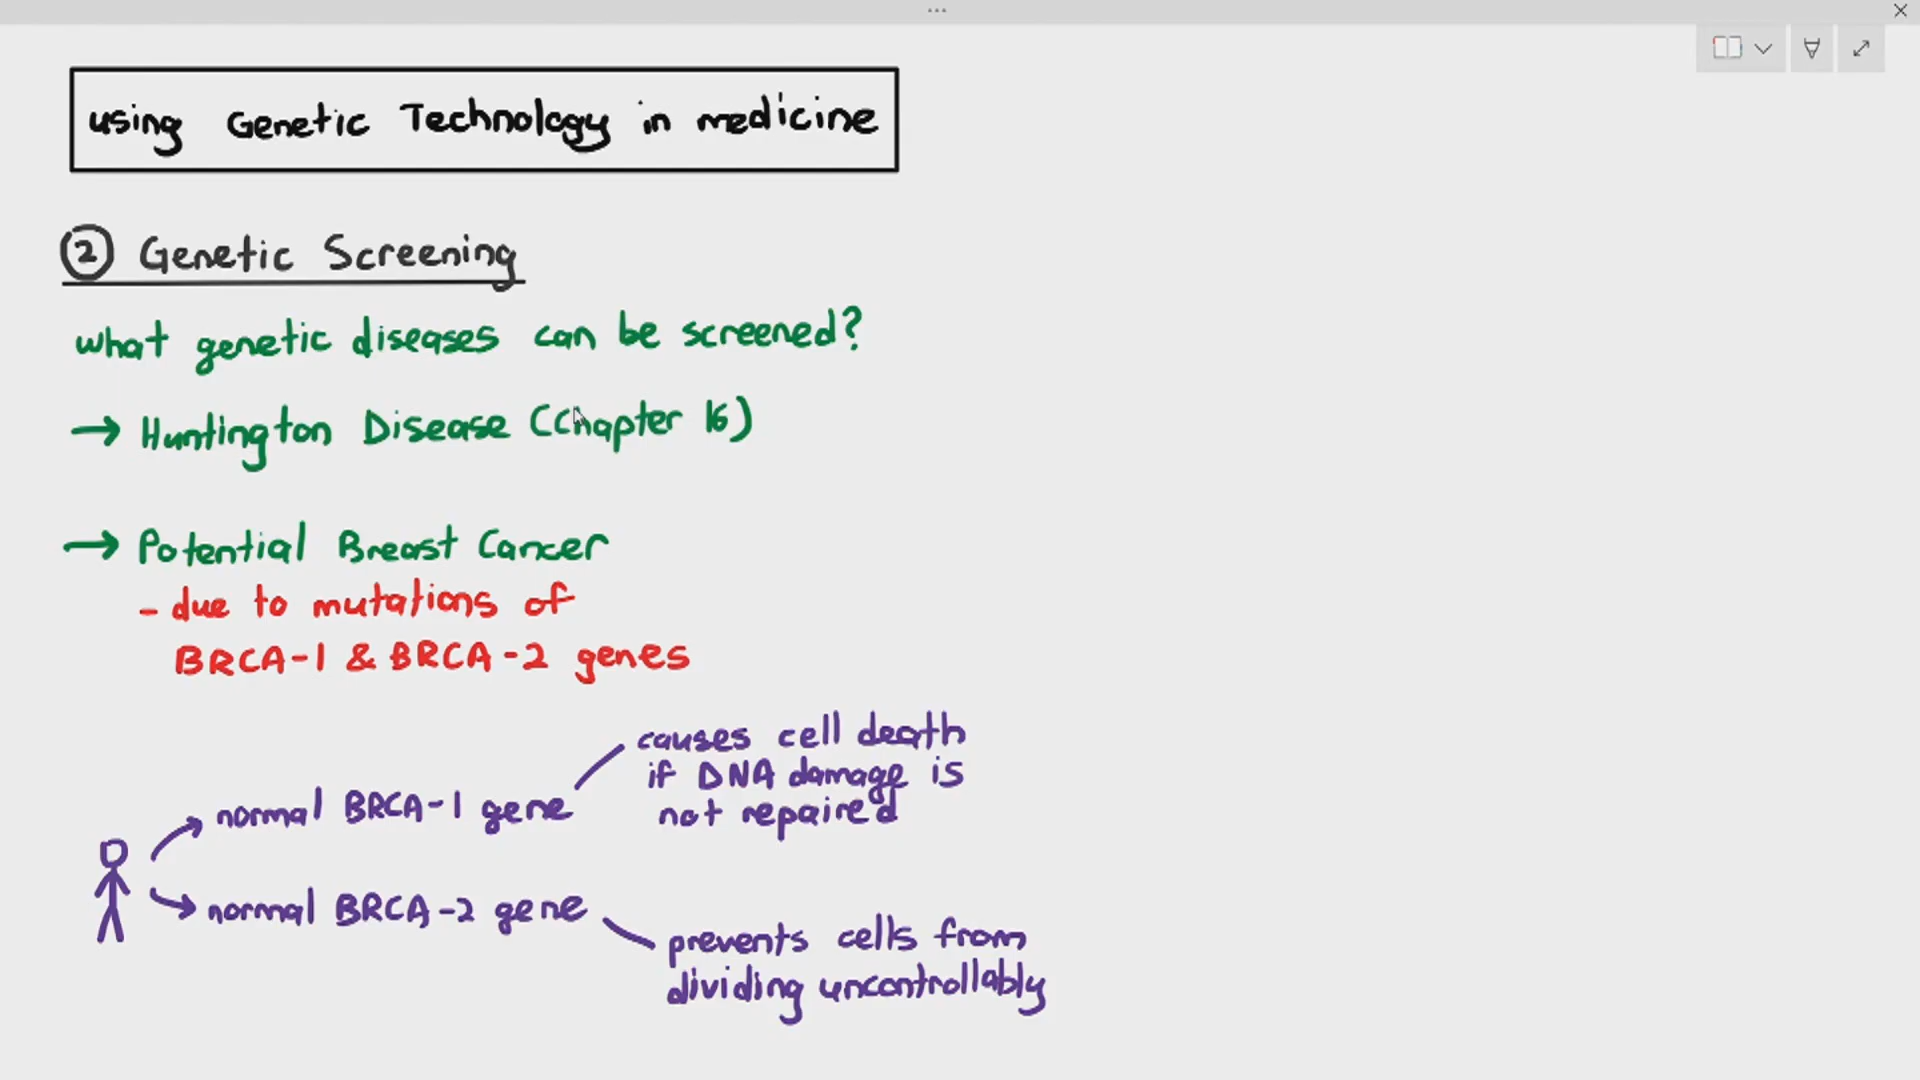 using Genetic Technology in medicine
2 Genetic Screening
what genetic diseases can be screened?
→ Huntington Disease (Chapter 16)
→ Potential Breast Cancer
- due to mutations of
BRCA-1 & BRCA-2 genes
causes cell death
if DNA damage is
not repaired
normal BRCA-1 gene
normal BRCA-2 gene
prevents cells from
dividing uncontrollably